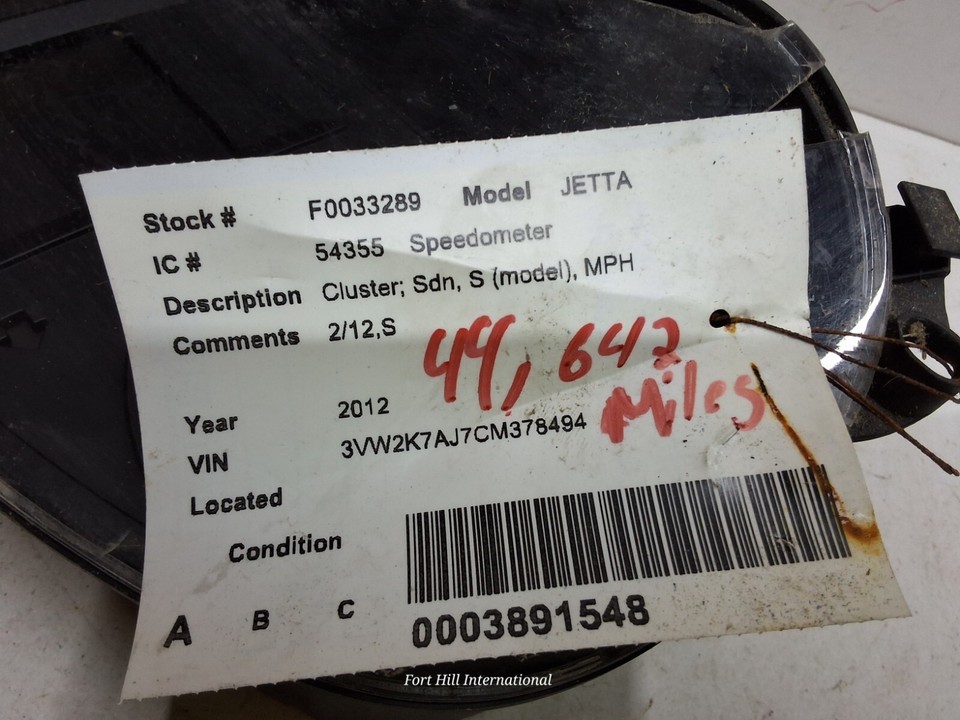 Stock # F0033289 Model JETTA
IC # 54355 Speedometer
Description Cluster; Sdn, S (model), MPH
Comments 2/12,S
49,642
Miles
Year 2012
VIN 3VW2K7AJ7CM378494
Located
Condition
A B C
0003891548
Fort Hill International